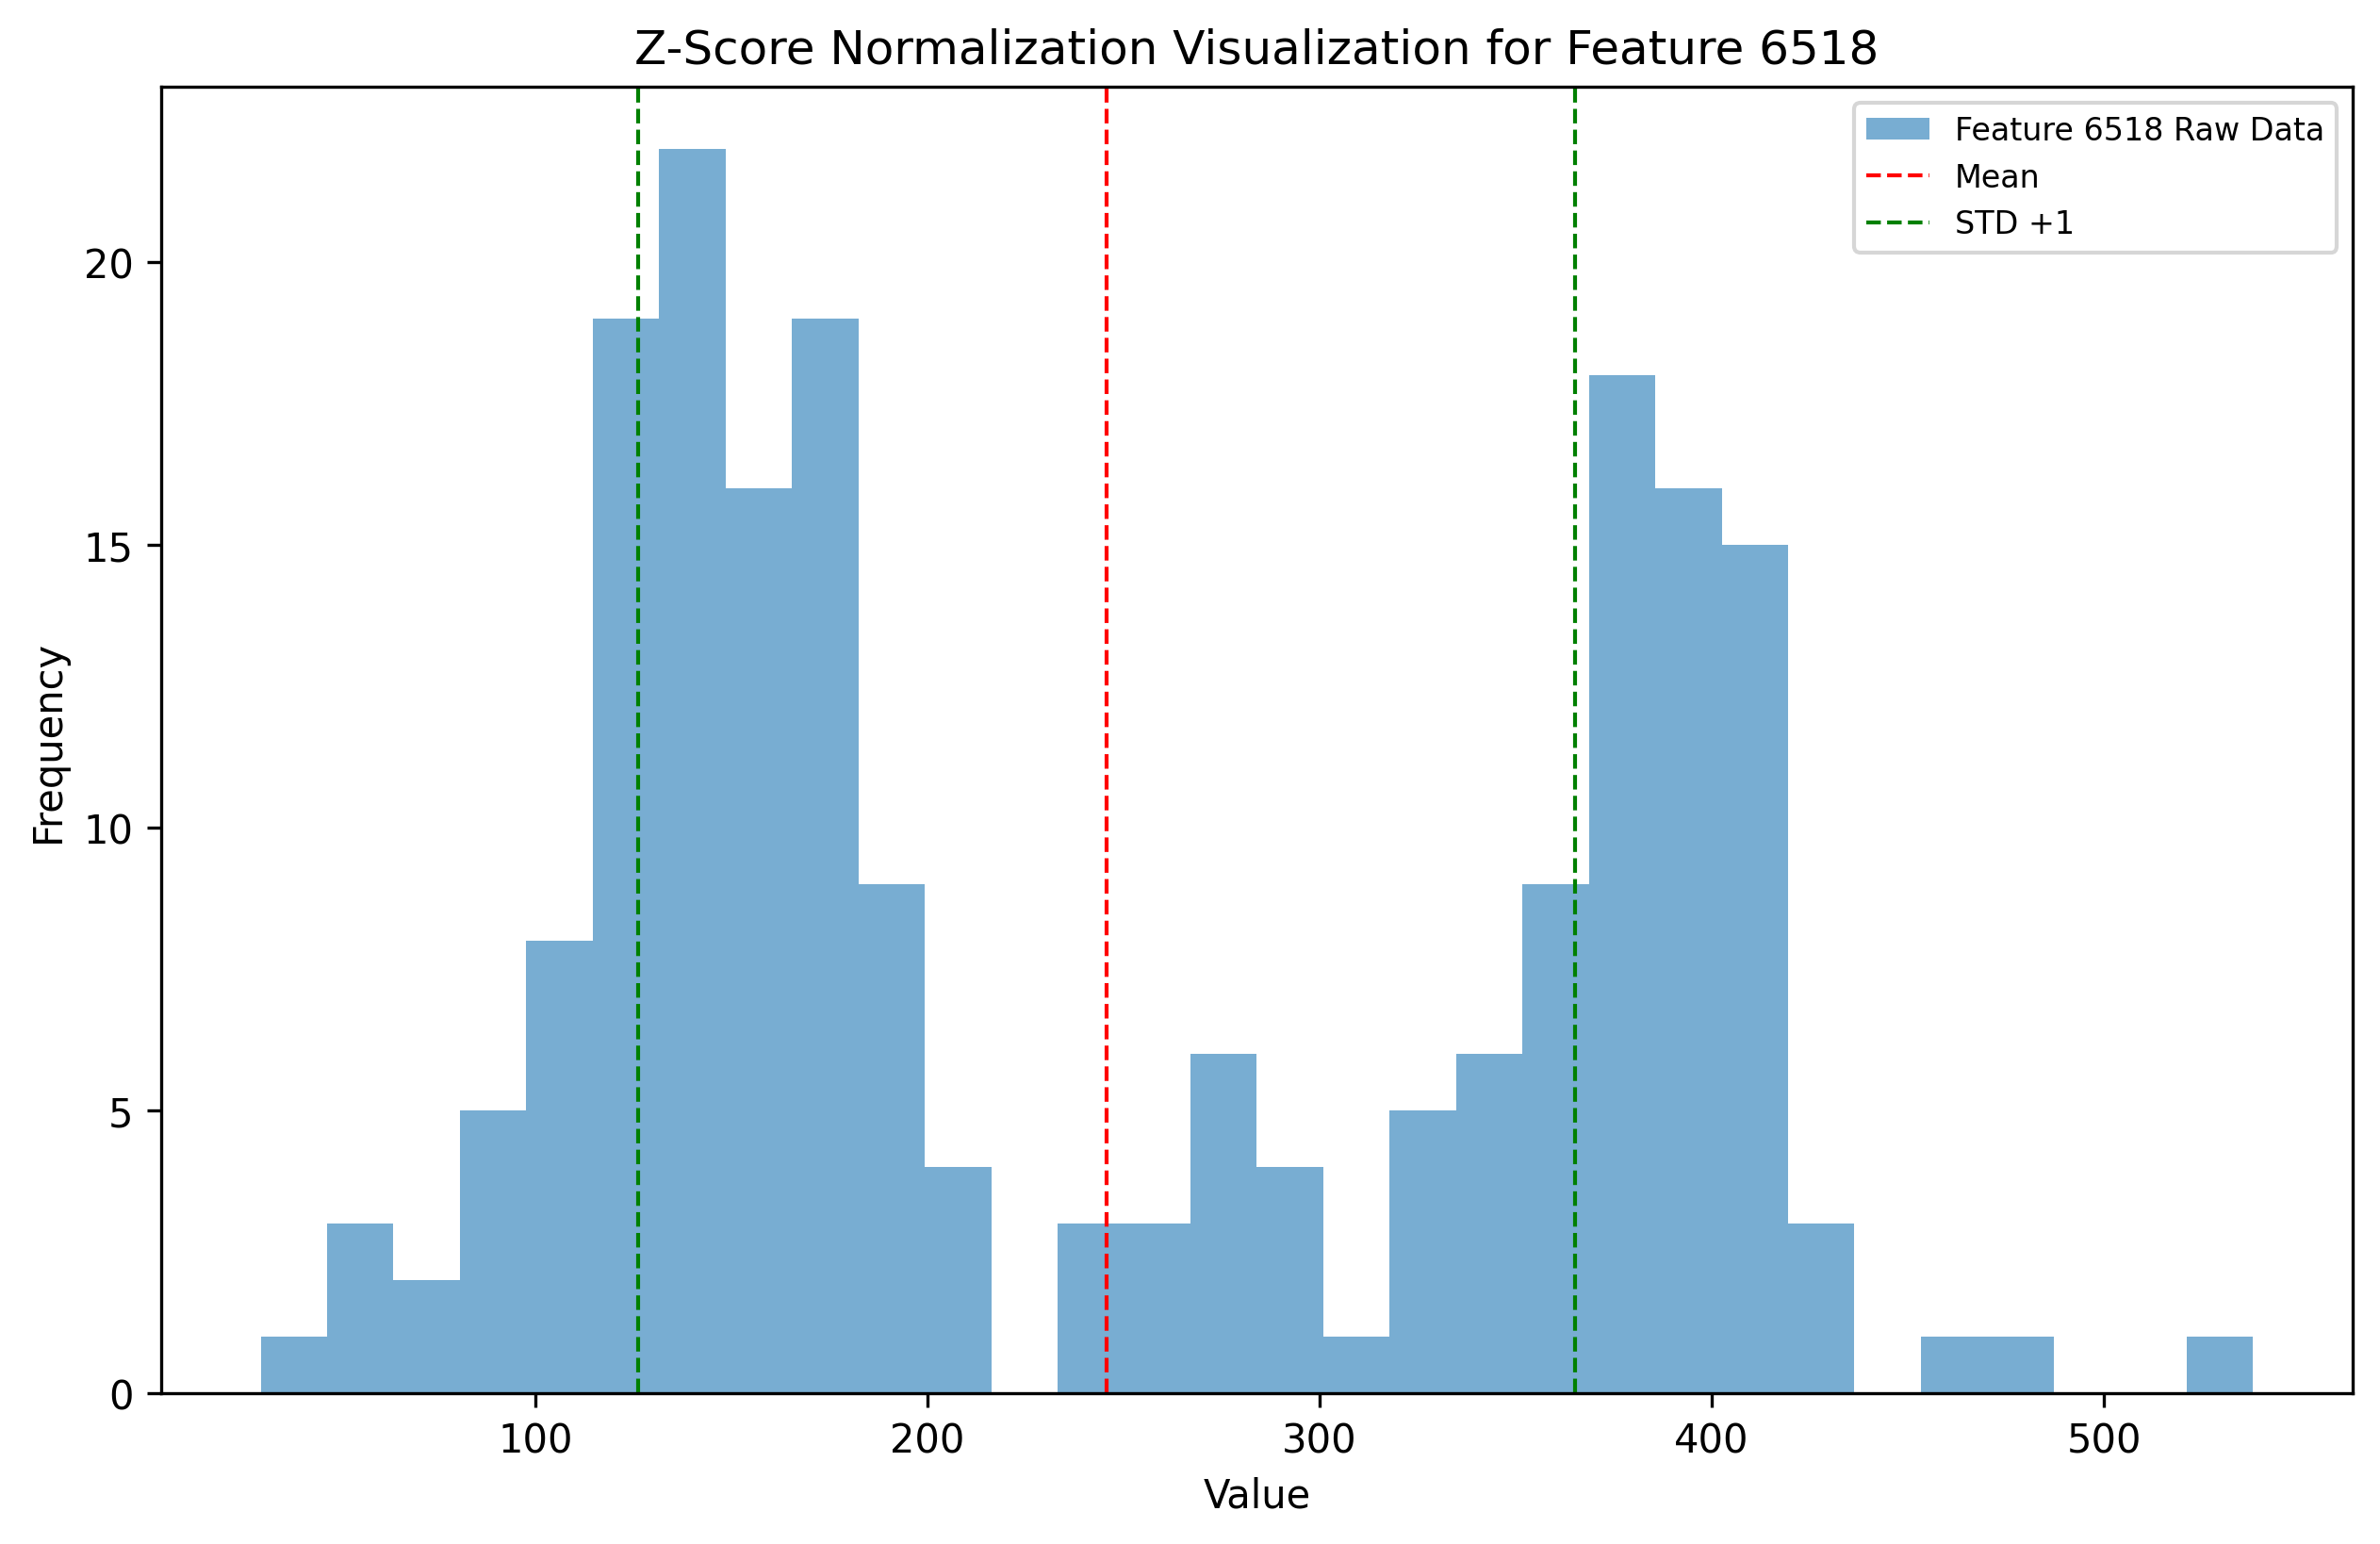 Z-Score Normalization Visualization for Feature 6518
Feature 6518 Raw Data
Mean
STD +1
20
15
10
5
0
Frequency
100 200 300 400 500
Value